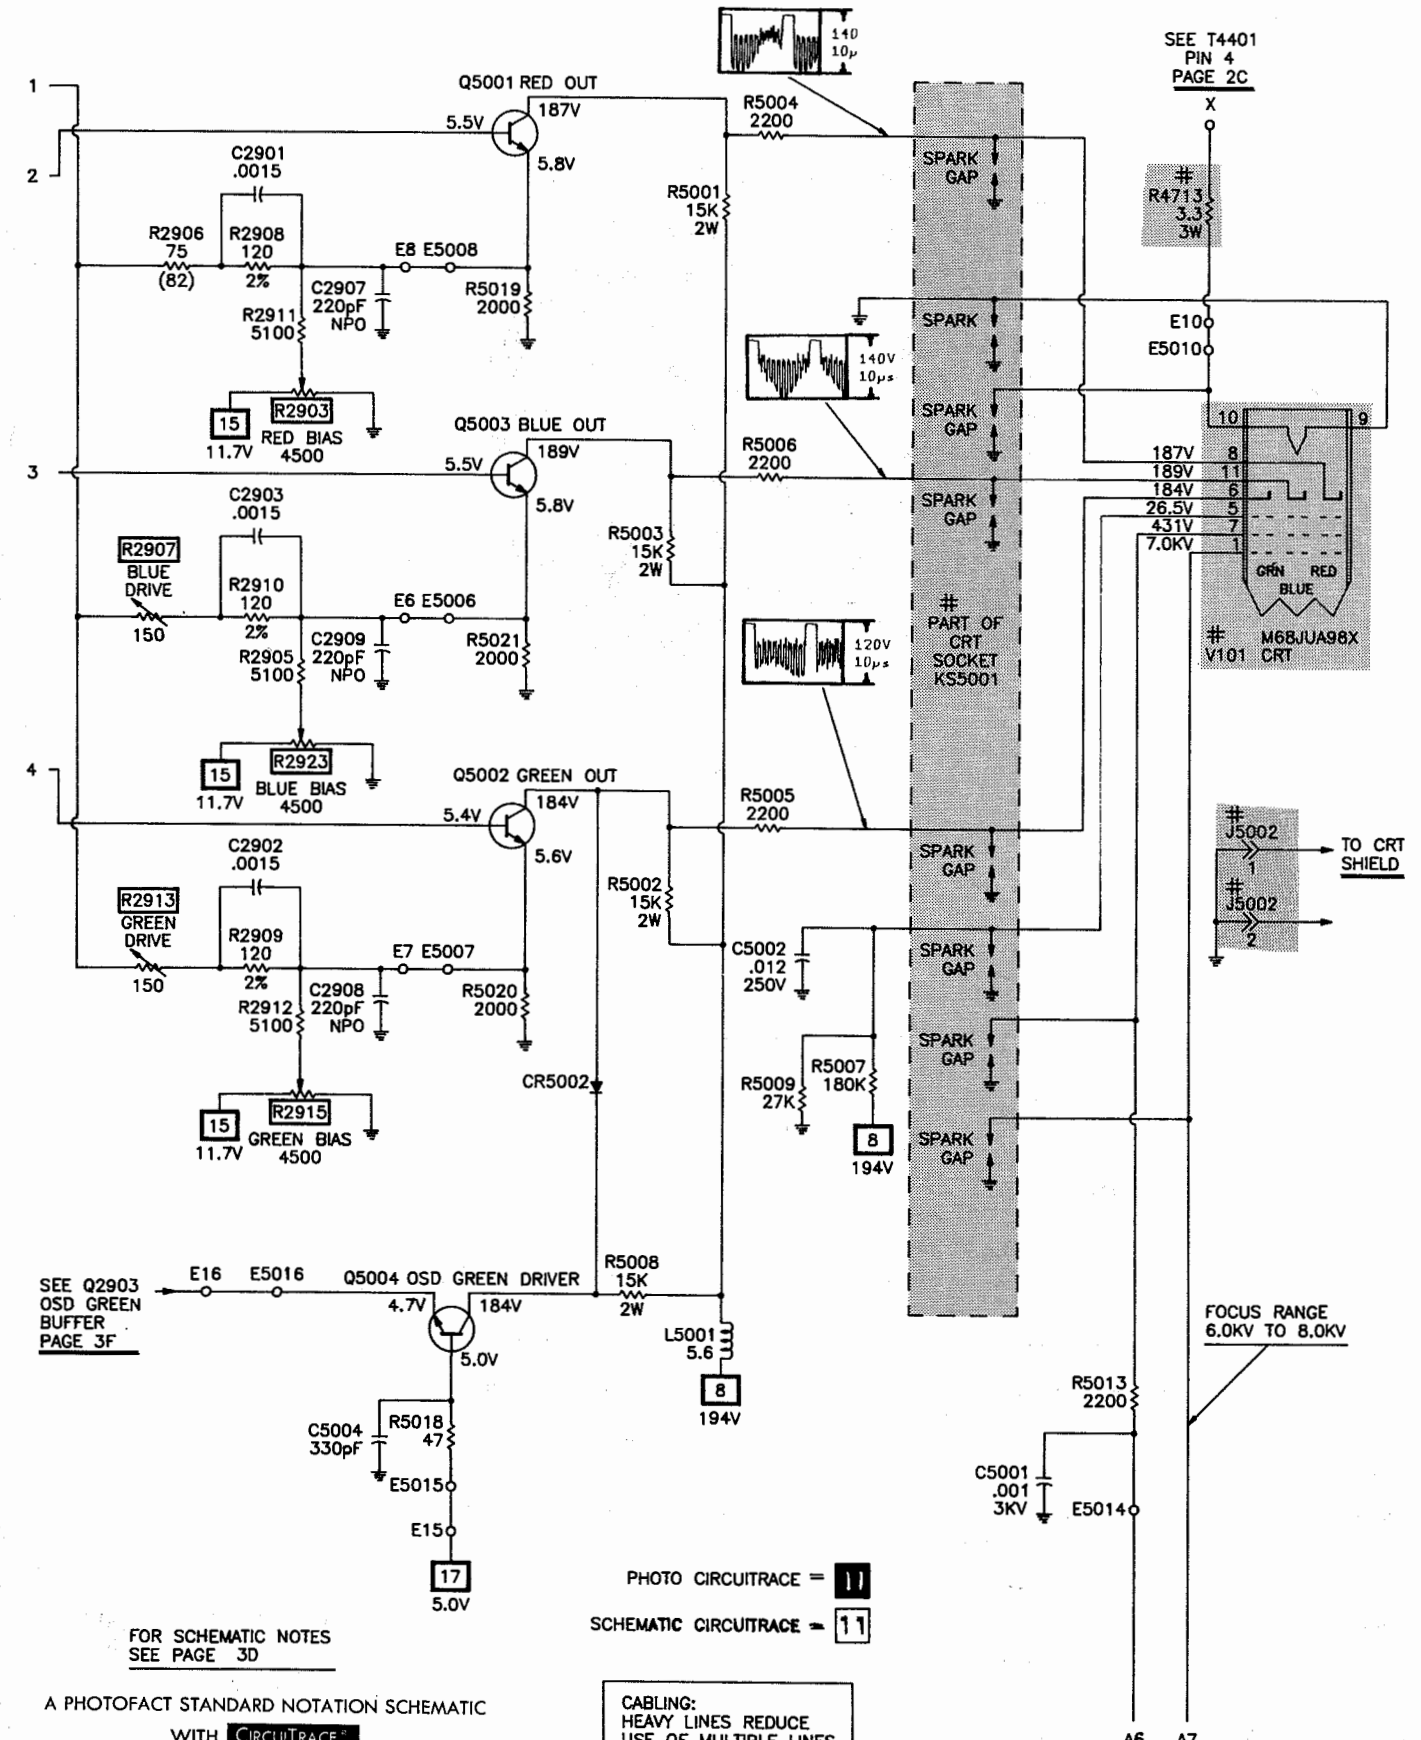 140
10µ
SEE T4401
PIN 4
PAGE 2C
X
1
Q5001 RED OUT
187V
5.5V
5.8V
2
C2901
.0015
R5004
2200
SPARK
GAP
#
R4713
3.3
3W
R5001
15K
2W
R2906
75
(82)
R2908
120
2%
E8 E5008
C2907
220pF
NPO
R5019
2000
R2911
5100
SPARK
E10
E5010
140V
10µs
15
11.7V
R2903
RED BIAS
4500
SPARK
GAP
10
9
Q5003 BLUE OUT
189V
5.5V
5.8V
3
R5006
2200
187V 8
189V 11
184V 6
26.5V 5
431V 7
7.0KV 1
GRN RED
BLUE
C2903
.0015
SPARK
GAP
R5003
15K
2W
R2907
BLUE
DRIVE
150
R2910
120
2%
E6 E5006
C2909
220pF
NPO
R5021
2000
R2905
5100
#
PART OF
CRT
SOCKET
KS5001
#
V101
M68JUA98X
CRT
120V
10µs
15
11.7V
R2923
BLUE BIAS
4500
4
Q5002 GREEN OUT
184V
5.4V
5.6V
R5005
2200
C2902
.0015
SPARK
GAP
#
J5002
1
TO CRT
SHIELD
#
J5002
2
R5002
15K
2W
R2913
GREEN
DRIVE
150
R2909
120
2%
E7 E5007
C2908
220pF
NPO
R5020
2000
R2912
5100
C5002
.012
250V
SPARK
GAP
SPARK
GAP
CR5002
R5009
27K
R5007
180K
8
194V
15
11.7V
R2915
GREEN BIAS
4500
SPARK
GAP
SEE Q2903
OSD GREEN
BUFFER
PAGE 3F
E16 E5016
Q5004 OSD GREEN DRIVER
4.7V
184V
5.0V
R5008
15K
2W
L5001
5.6
8
194V
FOCUS RANGE
6.0KV TO 8.0KV
R5013
2200
C5004
330pF
R5018
47
E5015
E15
17
5.0V
C5001
.001
3KV
E5014
PHOTO CIRCUITRACE = 11
SCHEMATIC CIRCUITRACE = 11
FOR SCHEMATIC NOTES
SEE PAGE 3D
A PHOTOFACT STANDARD NOTATION SCHEMATIC
WITH CIRCUITRACE®
CABLING:
HEAVY LINES REDUCE
USE OF MULTIPLE LINES
A6 A7